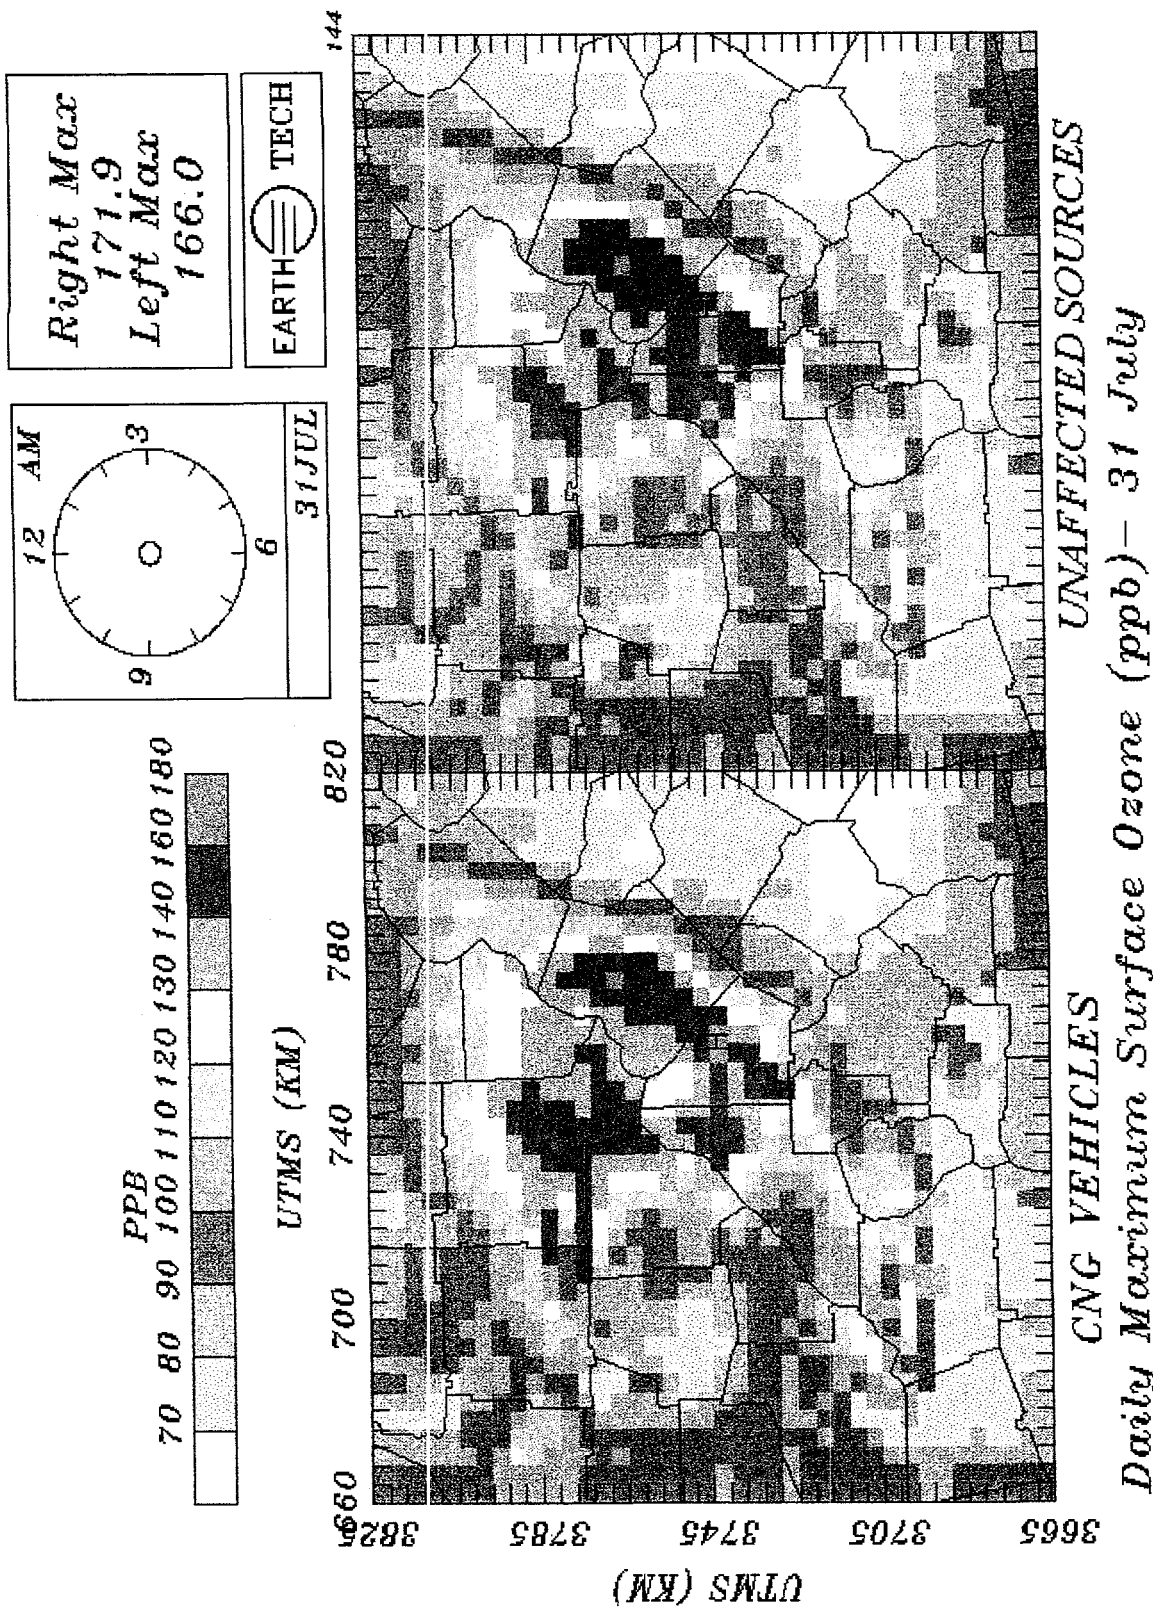 PPB
70 80 90 100 110 120 130 140 160 180
12 AM
3
6
9
31JUL
Right Max
171.9
Left Max
166.0
EARTH TECH
UTMS (KM)
660 700 740 780 820 144
3825
3785
3745
3705
3665
UTMS (KM)
CNG VEHICLES
UNAFFECTED SOURCES
Daily Maximum Surface Ozone (ppb)- 31 July